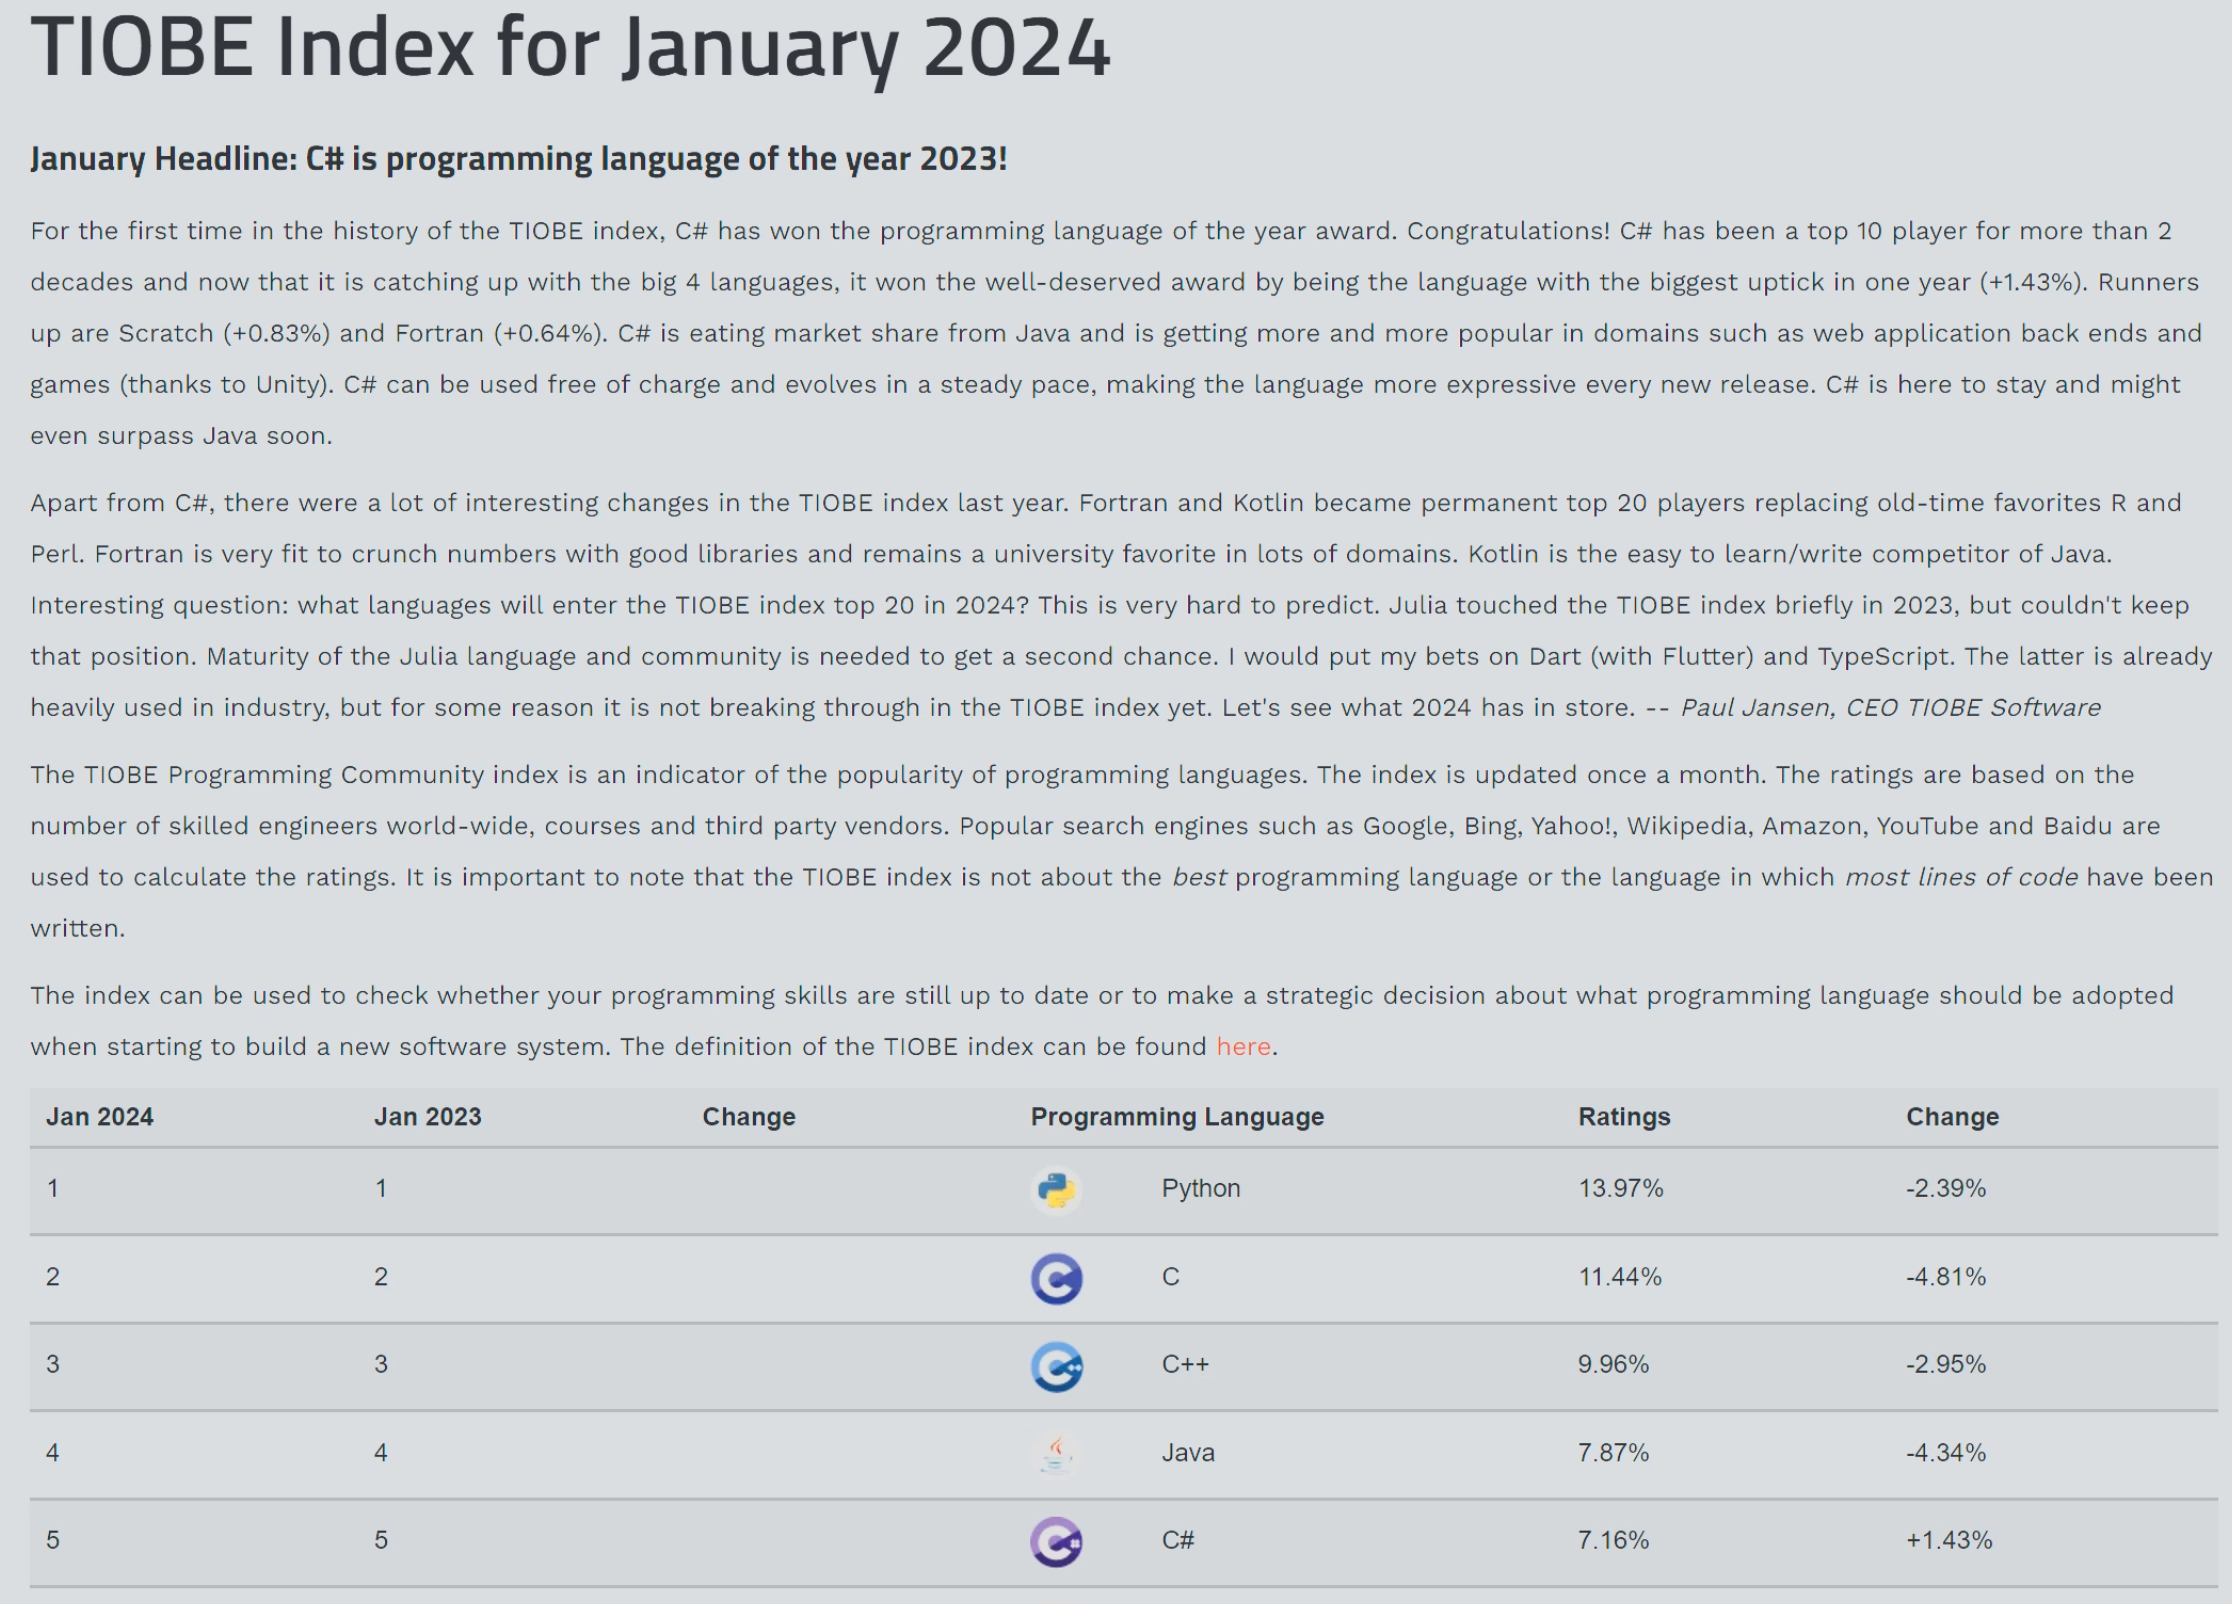 TIOBE Index for January 2024
January Headline: C# is programming language of the year 2023!
For the first time in the history of the TIOBE index, C# has won the programming language of the year award. Congratulations! C# has been a top 10 player for more than 2
decades and now that it is catching up with the big 4 languages, it won the well-deserved award by being the language with the biggest uptick in one year (+1.43%). Runners
up are Scratch (+0.83%) and Fortran (+0.64%). C# is eating market share from Java and is getting more and more popular in domains such as web application back ends and
games (thanks to Unity). C# can be used free of charge and evolves in a steady pace, making the language more expressive every new release. C# is here to stay and might
even surpass Java soon.
Apart from C#, there were a lot of interesting changes in the TIOBE index last year. Fortran and Kotlin became permanent top 20 players replacing old-time favorites R and
Perl. Fortran is very fit to crunch numbers with good libraries and remains a university favorite in lots of domains. Kotlin is the easy to learn/write competitor of Java.
Interesting question: what languages will enter the TIOBE index top 20 in 2024? This is very hard to predict. Julia touched the TIOBE index briefly in 2023, but couldn't keep
that position. Maturity of the Julia language and community is needed to get a second chance. I would put my bets on Dart (with Flutter) and TypeScript. The latter is already
heavily used in industry, but for some reason it is not breaking through in the TIOBE index yet. Let's see what 2024 has in store. -- Paul Jansen, CEO TIOBE Software
The TIOBE Programming Community index is an indicator of the popularity of programming languages. The index is updated once a month. The ratings are based on the
number of skilled engineers world-wide, courses and third party vendors. Popular search engines such as Google, Bing, Yahoo!, Wikipedia, Amazon, YouTube and Baidu are
used to calculate the ratings. It is important to note that the TIOBE index is not about the best programming language or the language in which most lines of code have been
written.
The index can be used to check whether your programming skills are still up to date or to make a strategic decision about what programming language should be adopted
when starting to build a new software system. The definition of the TIOBE index can be found here.
Jan 2024 Jan 2023 Change Programming Language Ratings Change
1 1 Python 13.97% -2.39%
2 2 C 11.44% -4.81%
3 3 C++ 9.96% -2.95%
4 4 Java 7.87% -4.34%
5 5 C# 7.16% +1.43%